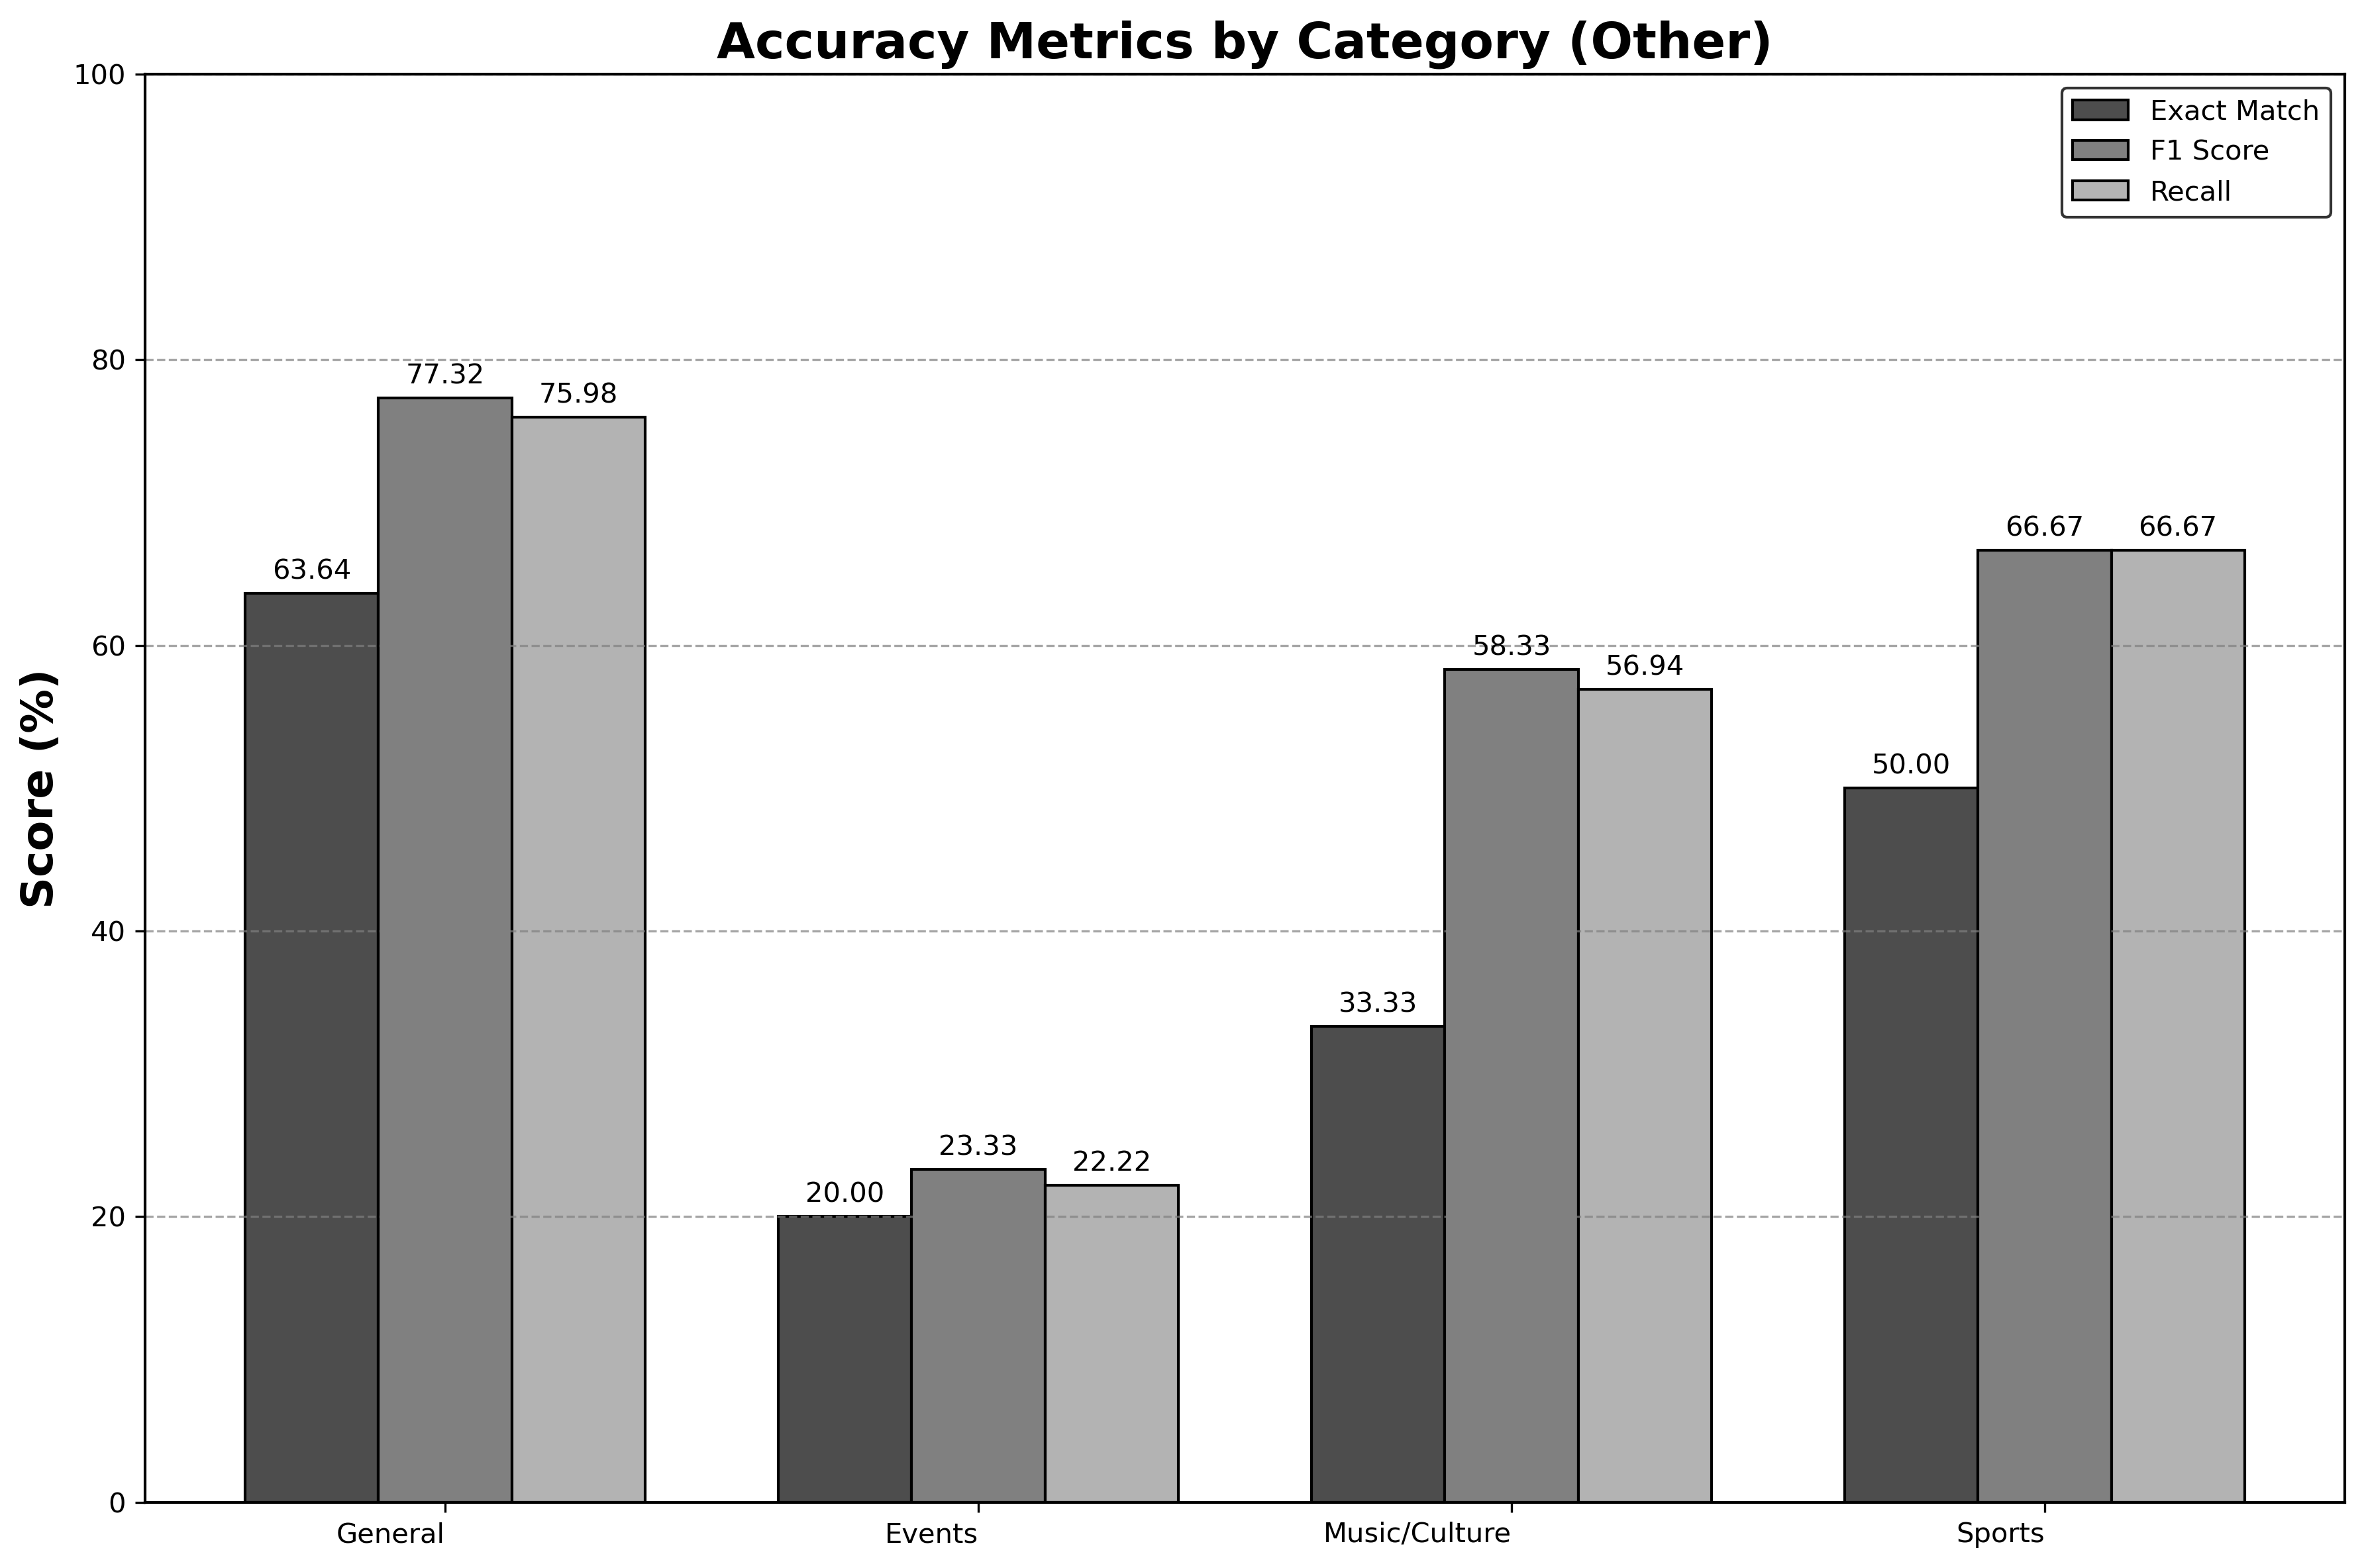 Accuracy Metrics by Category (Other)
Exact Match
F1 Score
Recall
Score (%)
100
80
60
40
20
0
63.64
77.32
75.98
20.00
23.33
22.22
33.33
58.33
56.94
50.00
66.67
66.67
General
Events
Music/Culture
Sports